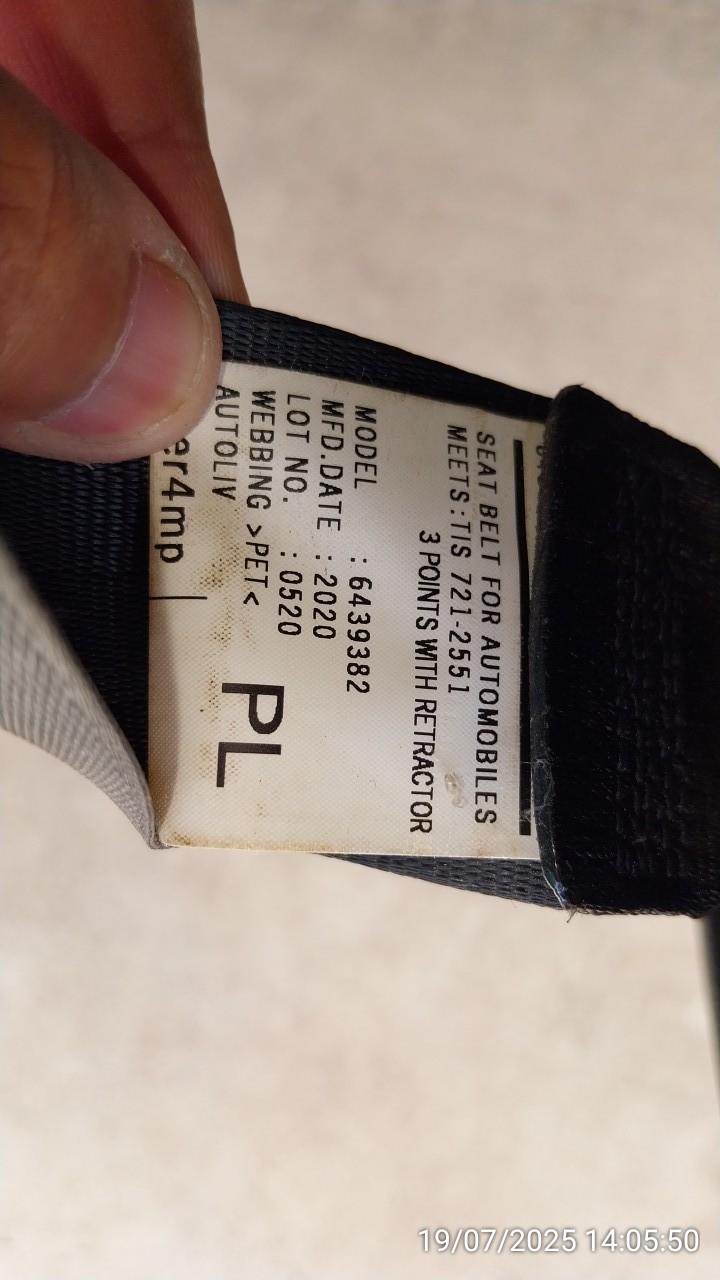 SEAT BELT FOR AUTOMOBILES
MEETS:TIS 721-2551
3 POINTS WITH RETRACTOR
MODEL : 6439382
MFD.DATE : 2020
LOT NO. : 0520
WEBBING >PET<
AUTOLIV
PL
er4mp
19/07/2025 14:05:50